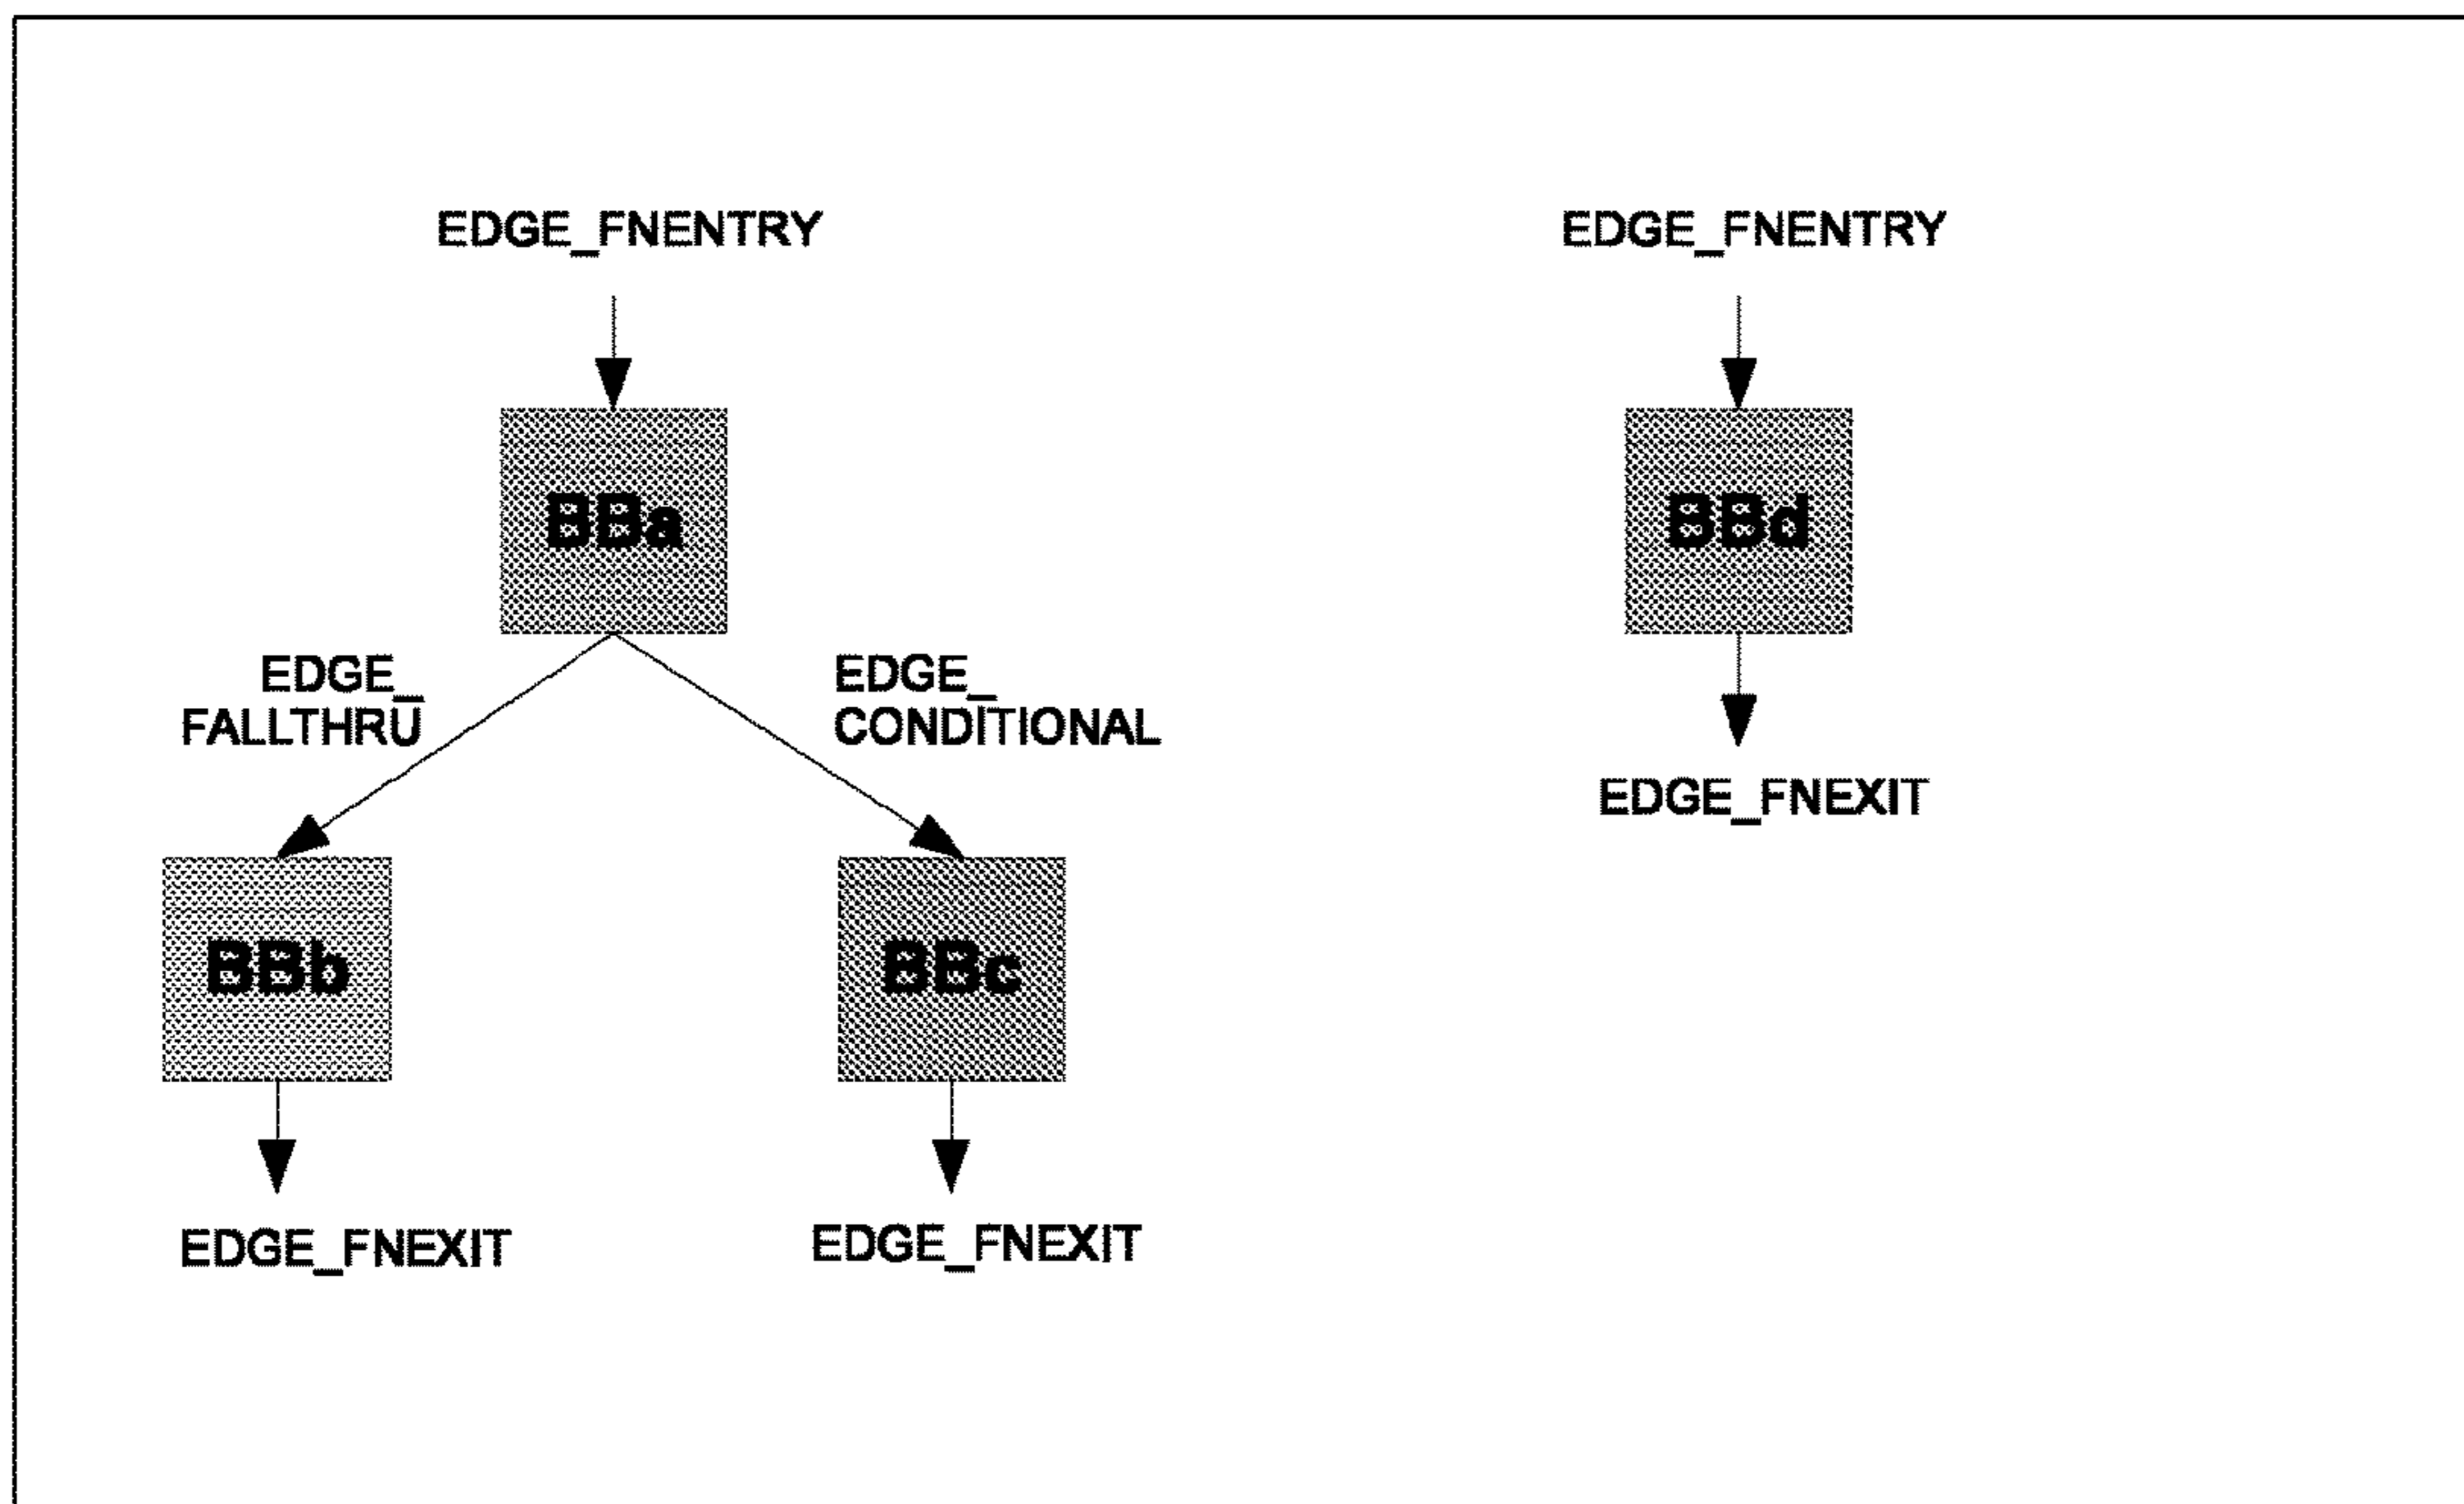 EDGE_FNENTRY
EDGE_FNENTRY
BBa
BBd
EDGE_
FALLTHRU
EDGE_
CONDITIONAL
EDGE_FNEXIT
BBb
BBc
EDGE_FNEXIT
EDGE_FNEXIT